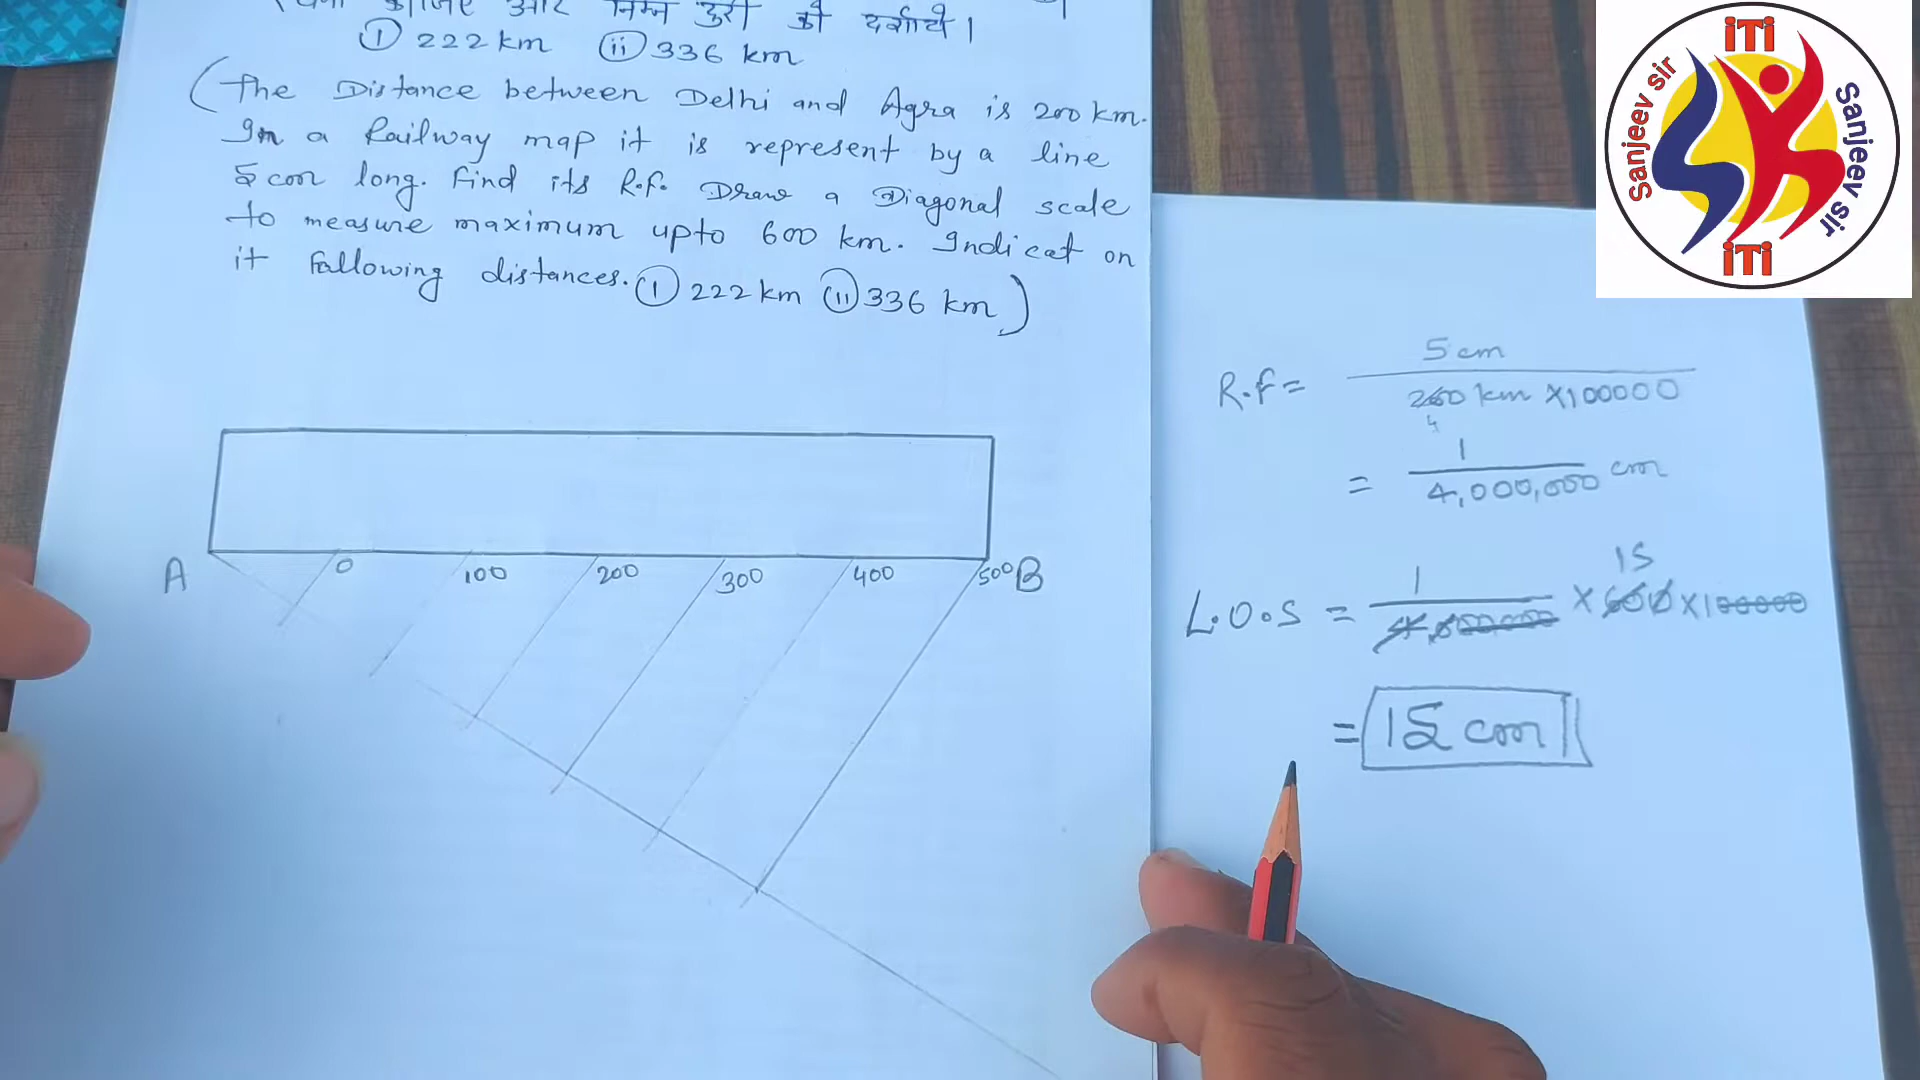 और निम्न दुरी को दर्शाये।
(i) 222 km (ii) 336 km
(The Distance between Delhi and Agra is 200 km.
In a Railway map it is represent by a line
5 cm long. Find its R.f. Draw a Diagonal scale
to measure maximum upto 600 km. Indicat on
it following distances. (i) 222 km (ii) 336 km)
A 0 100 200 300 400 500 B
R.f = 5 cm
200 km ×100000
4
= 1
4,000,000 cm
15
L.O.S = 1 × 600 × 100000
4,000,000
= 15 cm
iTi
Sanjeev sir
Sanjeev sir
iTi